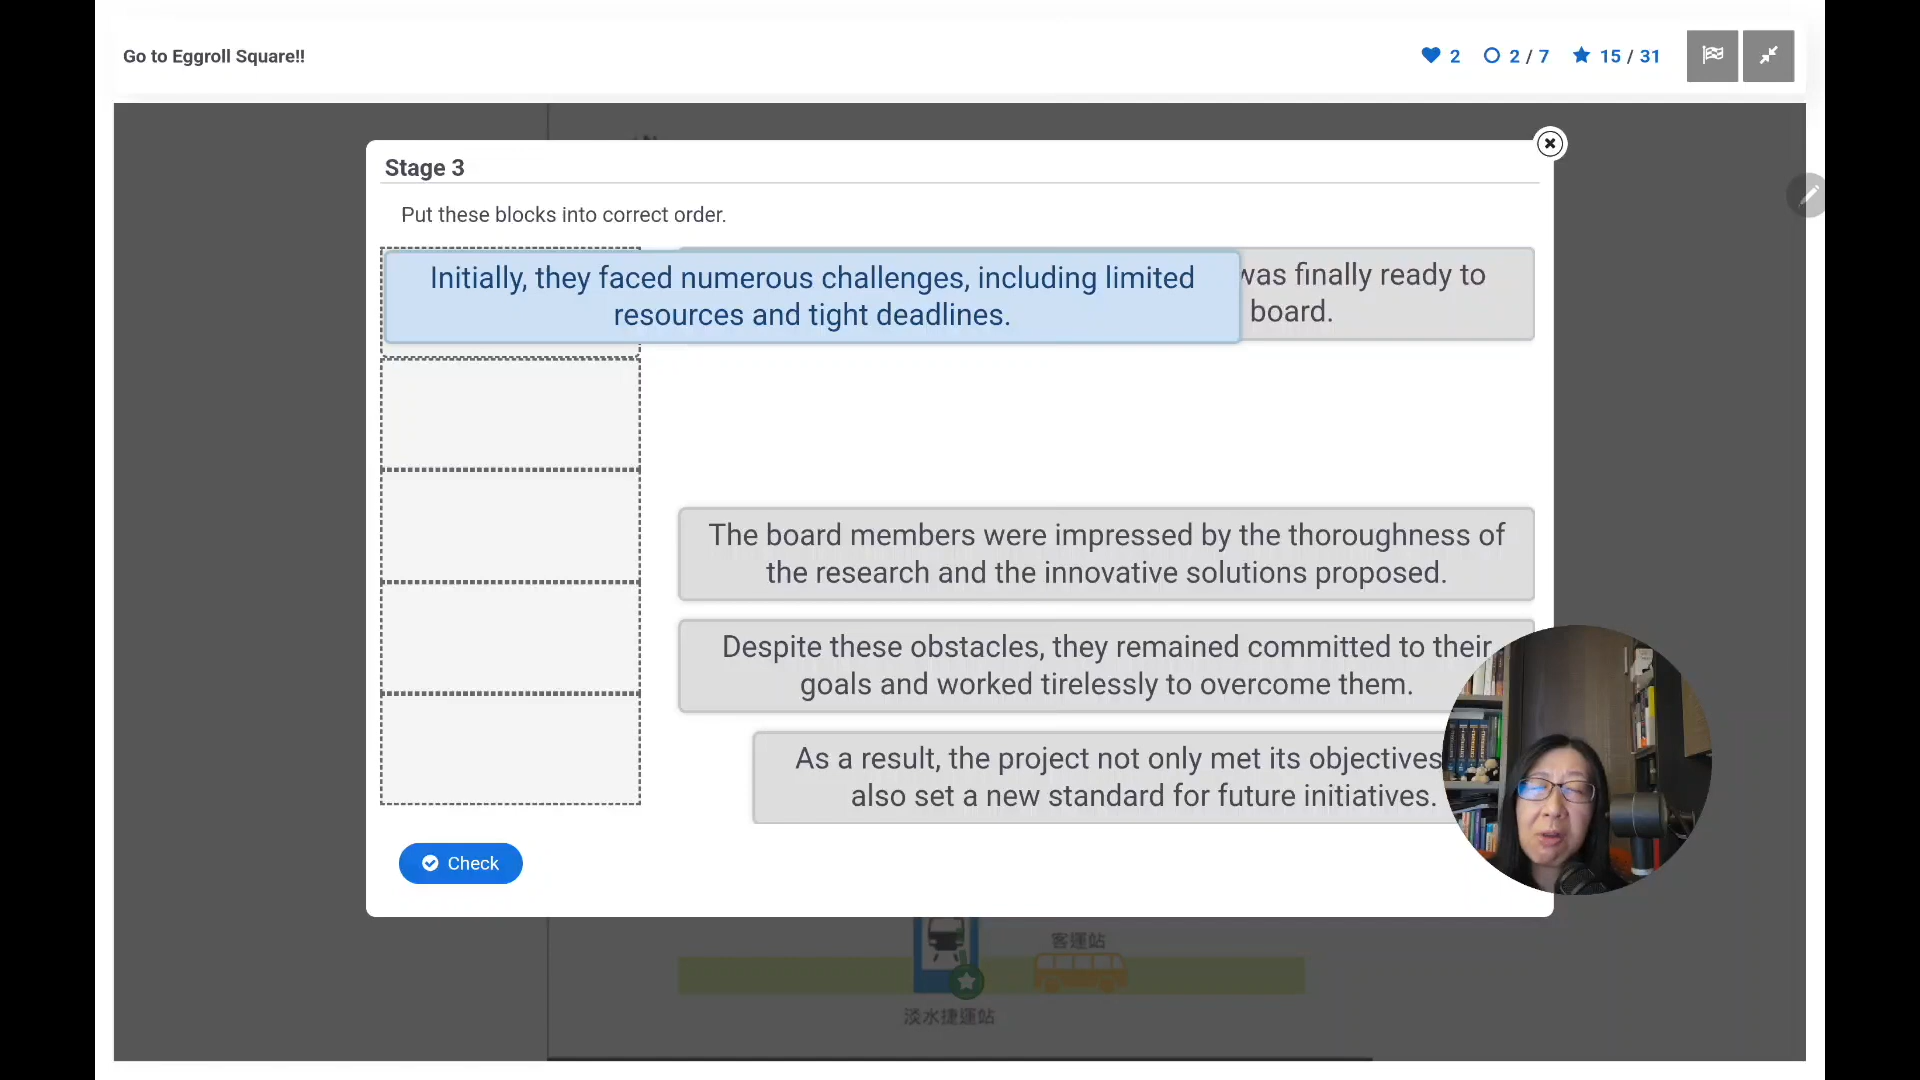 Go to Eggroll Square!!
2
2 / 7
15 / 31
Stage 3
Put these blocks into correct order.
Initially, they faced numerous challenges, including limited
resources and tight deadlines.
was finally ready to
board.
The board members were impressed by the thoroughness of
the research and the innovative solutions proposed.
Despite these obstacles, they remained committed to their
goals and worked tirelessly to overcome them.
As a result, the project not only met its objectives
also set a new standard for future initiatives.
Check
客運站
淡水捷運站